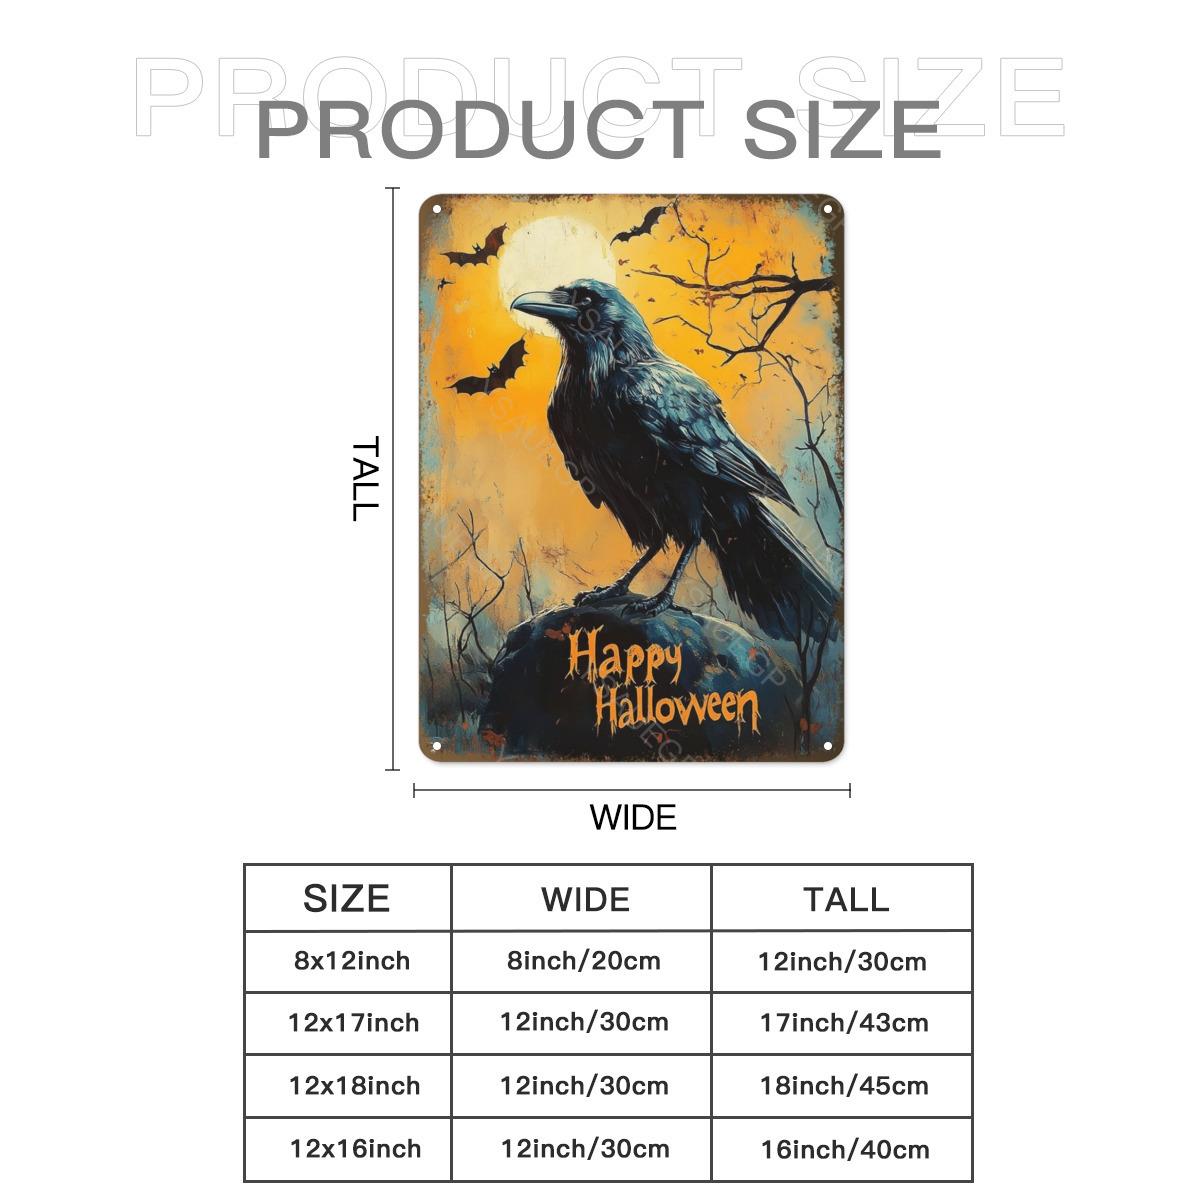 PRODUCT SIZE
PRODUCT SIZE
TALL
Happy
Halloween
WIDE
SIZE WIDE TALL
8x12inch 8inch/20cm 12inch/30cm
12x17inch 12inch/30cm 17inch/43cm
12x18inch 12inch/30cm 18inch/45cm
12x16inch 12inch/30cm 16inch/40cm